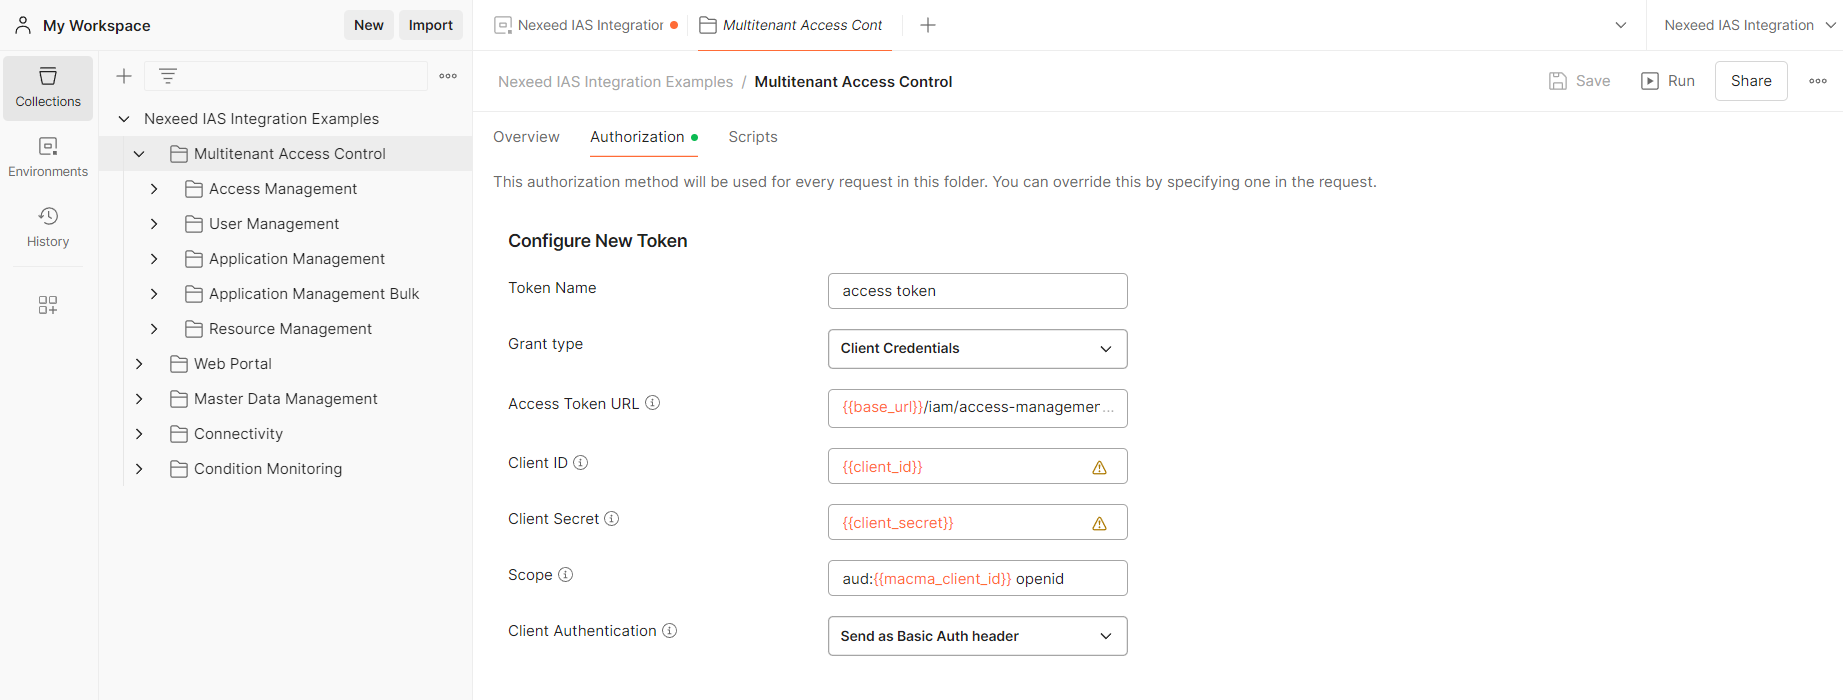 My Workspace
New
Import
Nexeed IAS Integration
Multitenant Access Cont
Nexeed IAS Integration
Collections
Environments
History
Nexeed IAS Integration Examples
Multitenant Access Control
Access Management
User Management
Application Management
Application Management Bulk
Resource Management
Web Portal
Master Data Management
Connectivity
Condition Monitoring
Nexeed IAS Integration Examples / Multitenant Access Control
Save
Run
Share
Overview
Authorization
Scripts
This authorization method will be used for every request in this folder. You can override this by specifying one in the request.
Configure New Token
Token Name
access token
Grant type
Client Credentials
Access Token URL
{{base_url}}/iam/access-managemer...
Client ID
{{client_id}}
Client Secret
{{client_secret}}
Scope
aud:{{macma_client_id}} openid
Client Authentication
Send as Basic Auth header